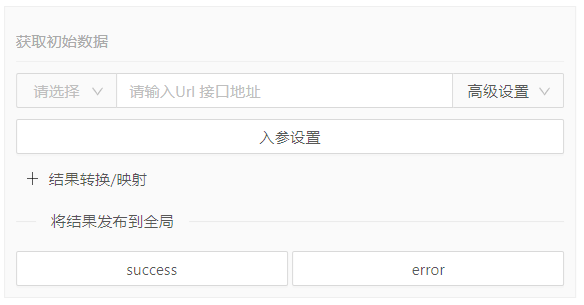 获取初始数据
请选择 请输入Url 接口地址 高级设置
入参设置
结果转换/映射
将结果发布到全局
success error